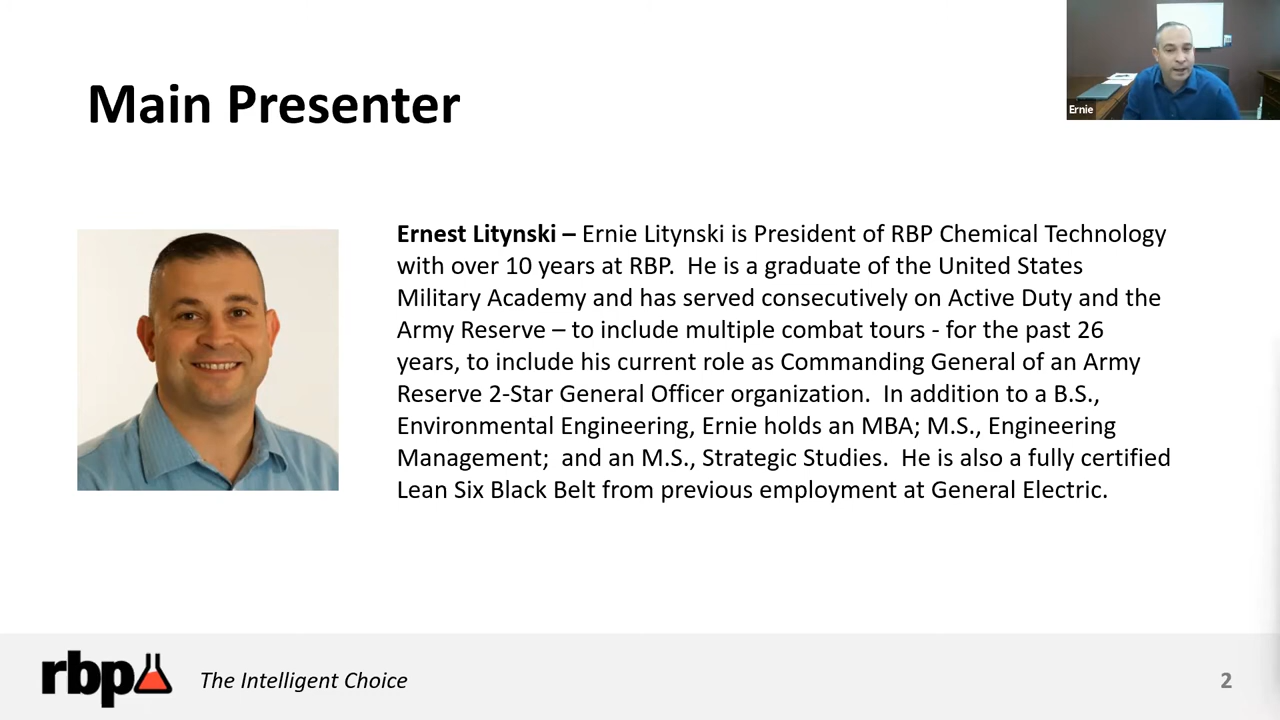 Main Presenter
Ernie
Ernest Litynski – Ernie Litynski is President of RBP Chemical Technology
with over 10 years at RBP.  He is a graduate of the United States
Military Academy and has served consecutively on Active Duty and the
Army Reserve – to include multiple combat tours - for the past 26
years, to include his current role as Commanding General of an Army
Reserve 2-Star General Officer organization.  In addition to a B.S.,
Environmental Engineering, Ernie holds an MBA; M.S., Engineering
Management;  and an M.S., Strategic Studies.  He is also a fully certified
Lean Six Black Belt from previous employment at General Electric.
rbp
The Intelligent Choice
2